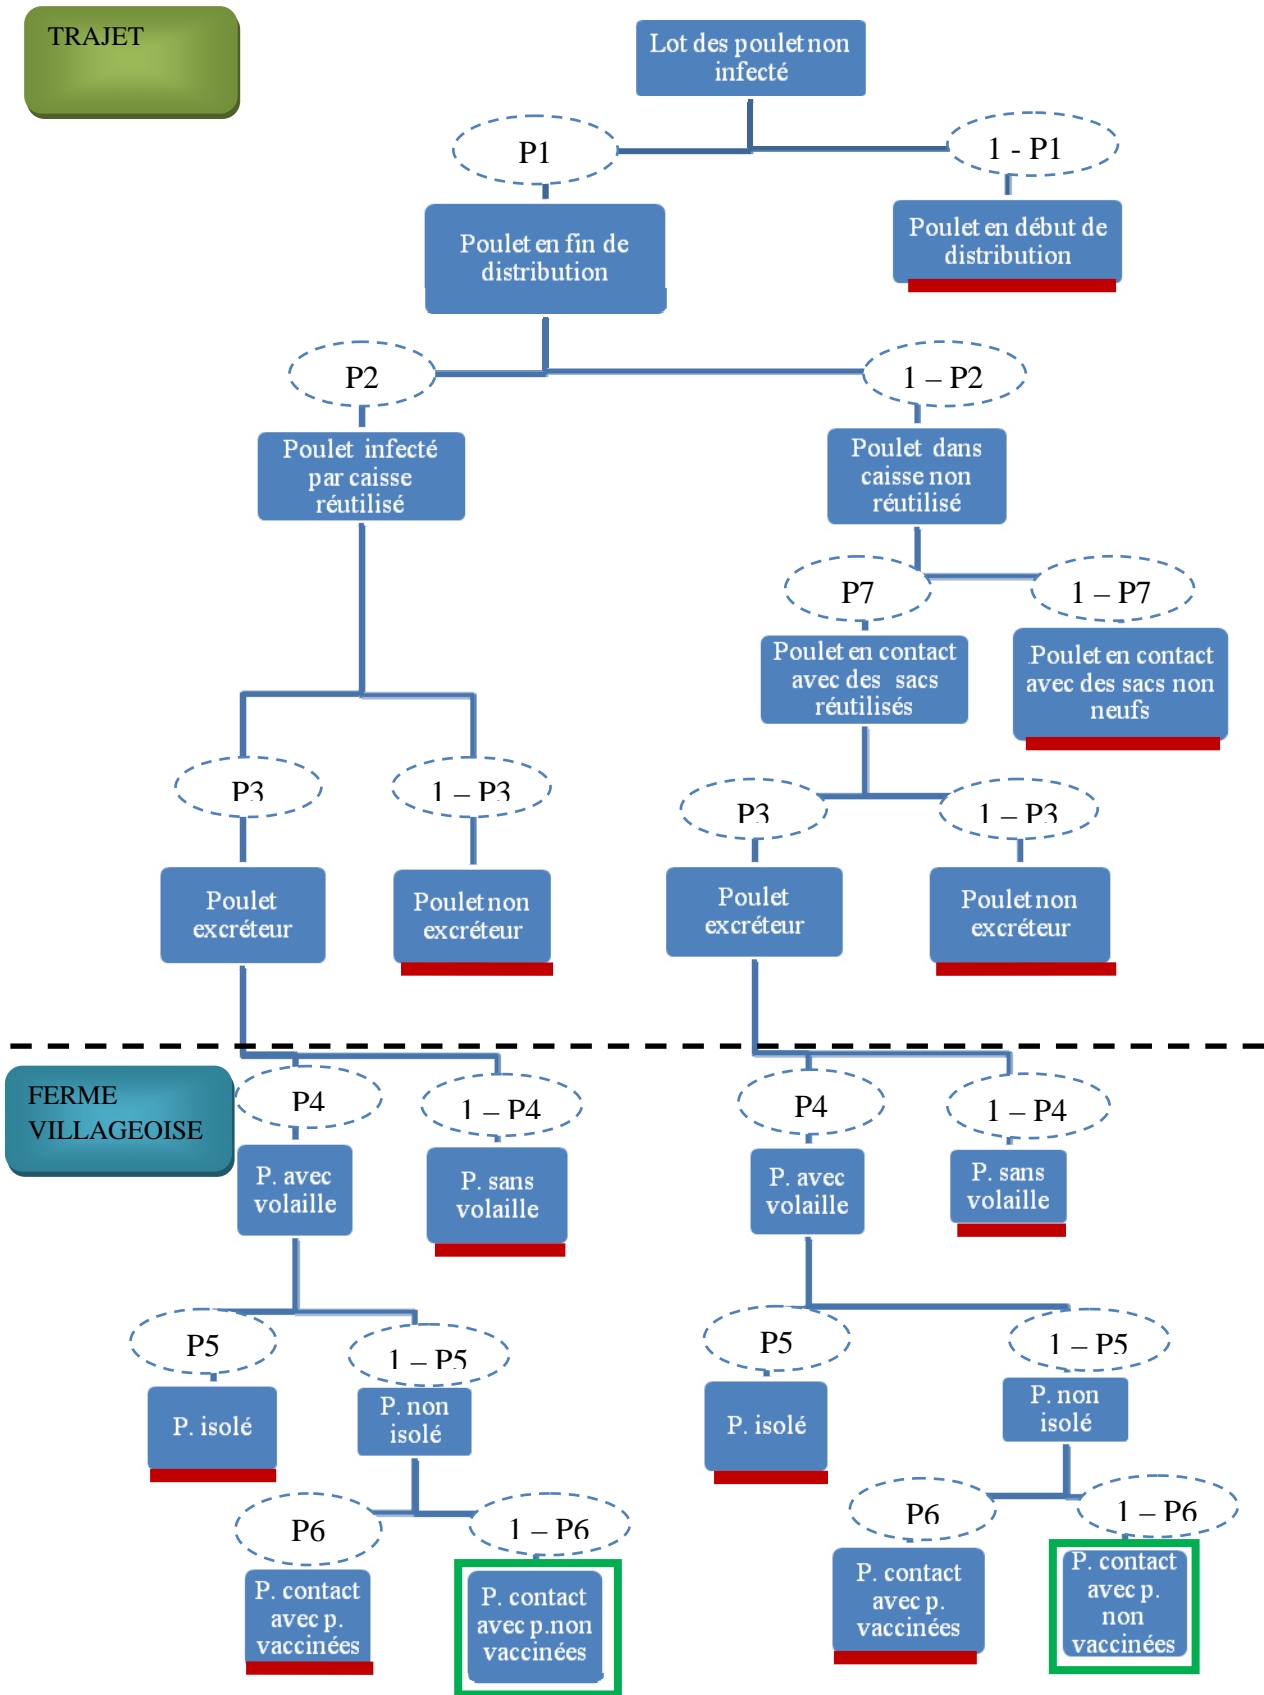 TRAJET
Lot des poulet non
infecté
P1
1 - P1
Poulet en fin de
distribution
Poulet en début de
distribution
P2
1 – P2
Poulet infecté
par caisse
réutilisé
Poulet dans
caisse non
réutilisé
P7
1 – P7
Poulet en contact
avec des sacs
réutilisés
.Poulet en contact
avec des sacs non
neufs
P3
1 – P3
P3
1 – P3
Poulet
excréteur
Poulet non
excréteur
Poulet
excréteur
Poulet non
excréteur
FERME
VILLAGEOISE
P4
1 – P4
P4
1 – P4
P. avec
volaille
P. sans
volaille
P. avec
volaille
P. sans
volaille
P5
1 – P5
P5
1 – P5
P. isolé
P. non
isolé
P. isolé
P. non
isolé
P6
1 – P6
P6
1 – P6
P. contact
avec p.
vaccinées
P. contact
avec p.non
vaccinées
P. contact
avec p.
vaccinées
P. contact
avec p.
non
vaccinées